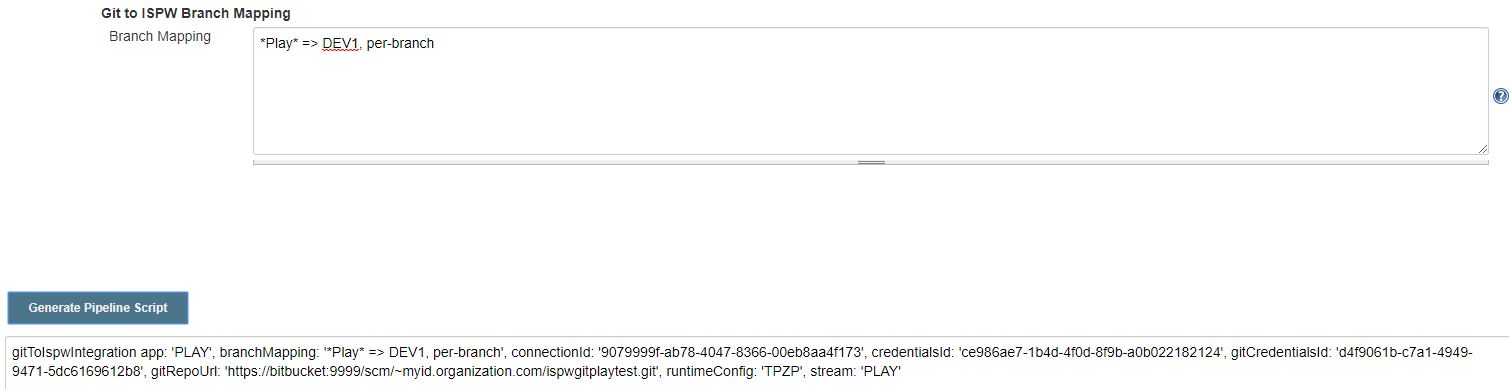 Git to ISPW Branch Mapping
Branch Mapping
*Play* => DEV1, per-branch
Generate Pipeline Script
gitToIspwIntegration app: 'PLAY', branchMapping: '*Play* => DEV1, per-branch', connectionId: '9079999f-ab78-4047-8366-00eb8aa4f173', credentialsId: 'ce986ae7-1b4d-4f0d-8f9b-a0b022182124', gitCredentialsId: 'd4f9061b-c7a1-4949-
9471-5dc6169612b8', gitRepoUrl: 'https://bitbucket:9999/scm/~myid.organization.com/ispwgitplaytest.git', runtimeConfig: 'TPZP', stream: 'PLAY'